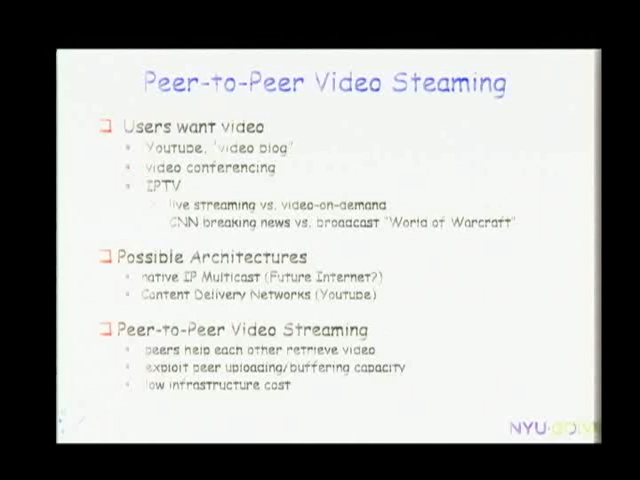 Peer-to-Peer Video Steaming
Users want video
Youtube, "video blog"
video conferencing
IPTV
live streaming vs. video-on-demand
CNN breaking news vs. broadcast "World of Warcraft"
Possible Architectures
native IP Multicast (Future Internet?)
Content Delivery Networks (Youtube)
Peer-to-Peer Video Streaming
peers help each other retrieve video
exploit peer uploading/buffering capacity
low infrastructure cost
NYU